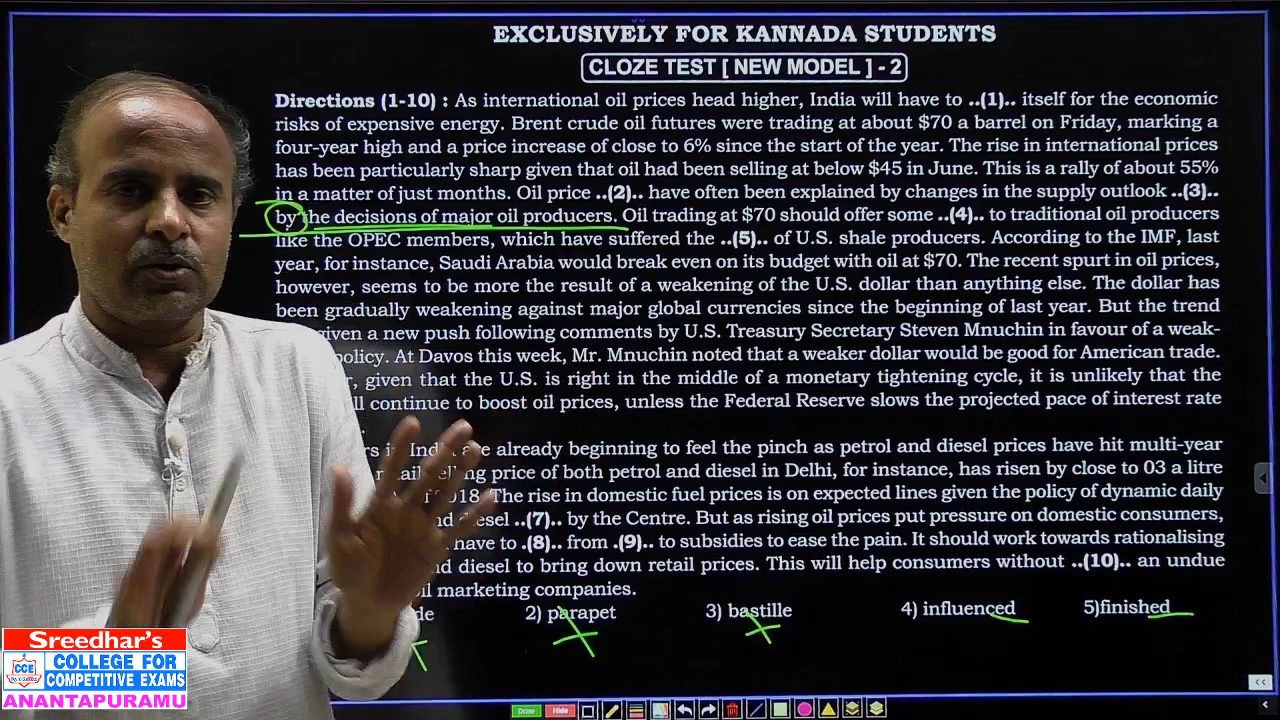 EXCLUSIVELY FOR KANNADA STUDENTS
CLOZE TEST [ NEW MODEL ] - 2
Directions (1-10) : As international oil prices head higher, India will have to ..(1).. itself for the economic
risks of expensive energy. Brent crude oil futures were trading at about $70 a barrel on Friday, marking a
four-year high and a price increase of close to 6% since the start of the year. The rise in international prices
has been particularly sharp given that oil had been selling at below $45 in June. This is a rally of about 55%
in a matter of just months. Oil price ..(2).. have often been explained by changes in the supply outlook ..(3)..
by the decisions of major oil producers. Oil trading at $70 should offer some ..(4).. to traditional oil producers
like the OPEC members, which have suffered the ..(5).. of U.S. shale producers. According to the IMF, last
year, for instance, Saudi Arabia would break even on its budget with oil at $70. The recent spurt in oil prices,
however, seems to be more the result of a weakening of the U.S. dollar than anything else. The dollar has
been gradually weakening against major global currencies since the beginning of last year. But the trend
given a new push following comments by U.S. Treasury Secretary Steven Mnuchin in favour of a weak-
policy. At Davos this week, Mr. Mnuchin noted that a weaker dollar would be good for American trade.
given that the U.S. is right in the middle of a monetary tightening cycle, it is unlikely that the
continue to boost oil prices, unless the Federal Reserve slows the projected pace of interest rate
in India are already beginning to feel the pinch as petrol and diesel prices have hit multi-year
price of both petrol and diesel in Delhi, for instance, has risen by close to 03 a litre
The rise in domestic fuel prices is on expected lines given the policy of dynamic daily
..(7).. by the Centre. But as rising oil prices put pressure on domestic consumers,
have to .(8).. from .(9).. to subsidies to ease the pain. It should work towards rationalising
diesel to bring down retail prices. This will help consumers without ..(10).. an undue
marketing companies.
2) parapet 3) bastille 4) influenced 5)finished
Sreedhar's
CCE
COLLEGE FOR
COMPETITIVE EXAMS
ANANTAPURAMU
Draw Hide